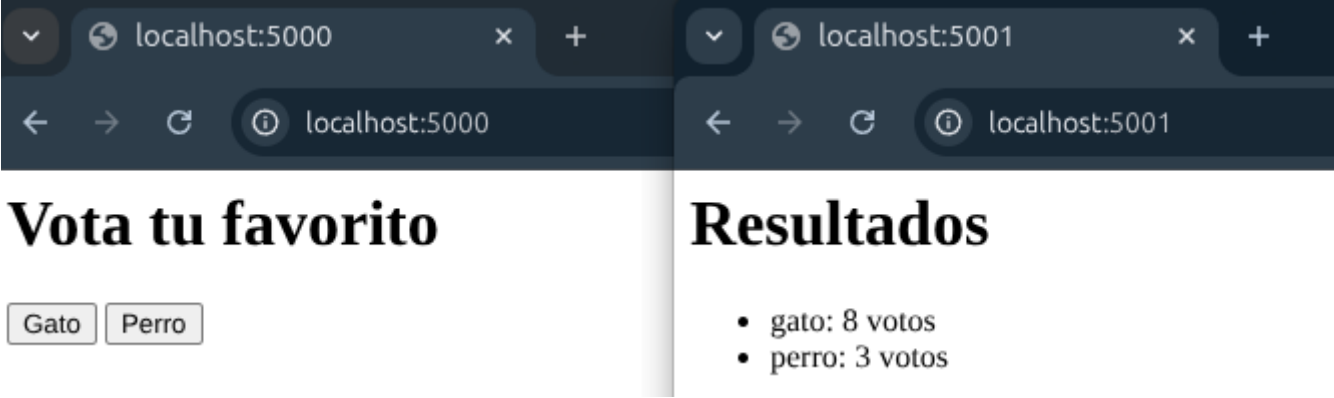 localhost:5000
localhost:5000
Vota tu favorito
Gato Perro
localhost:5001
localhost:5001
Resultados
gato: 8 votos
perro: 3 votos